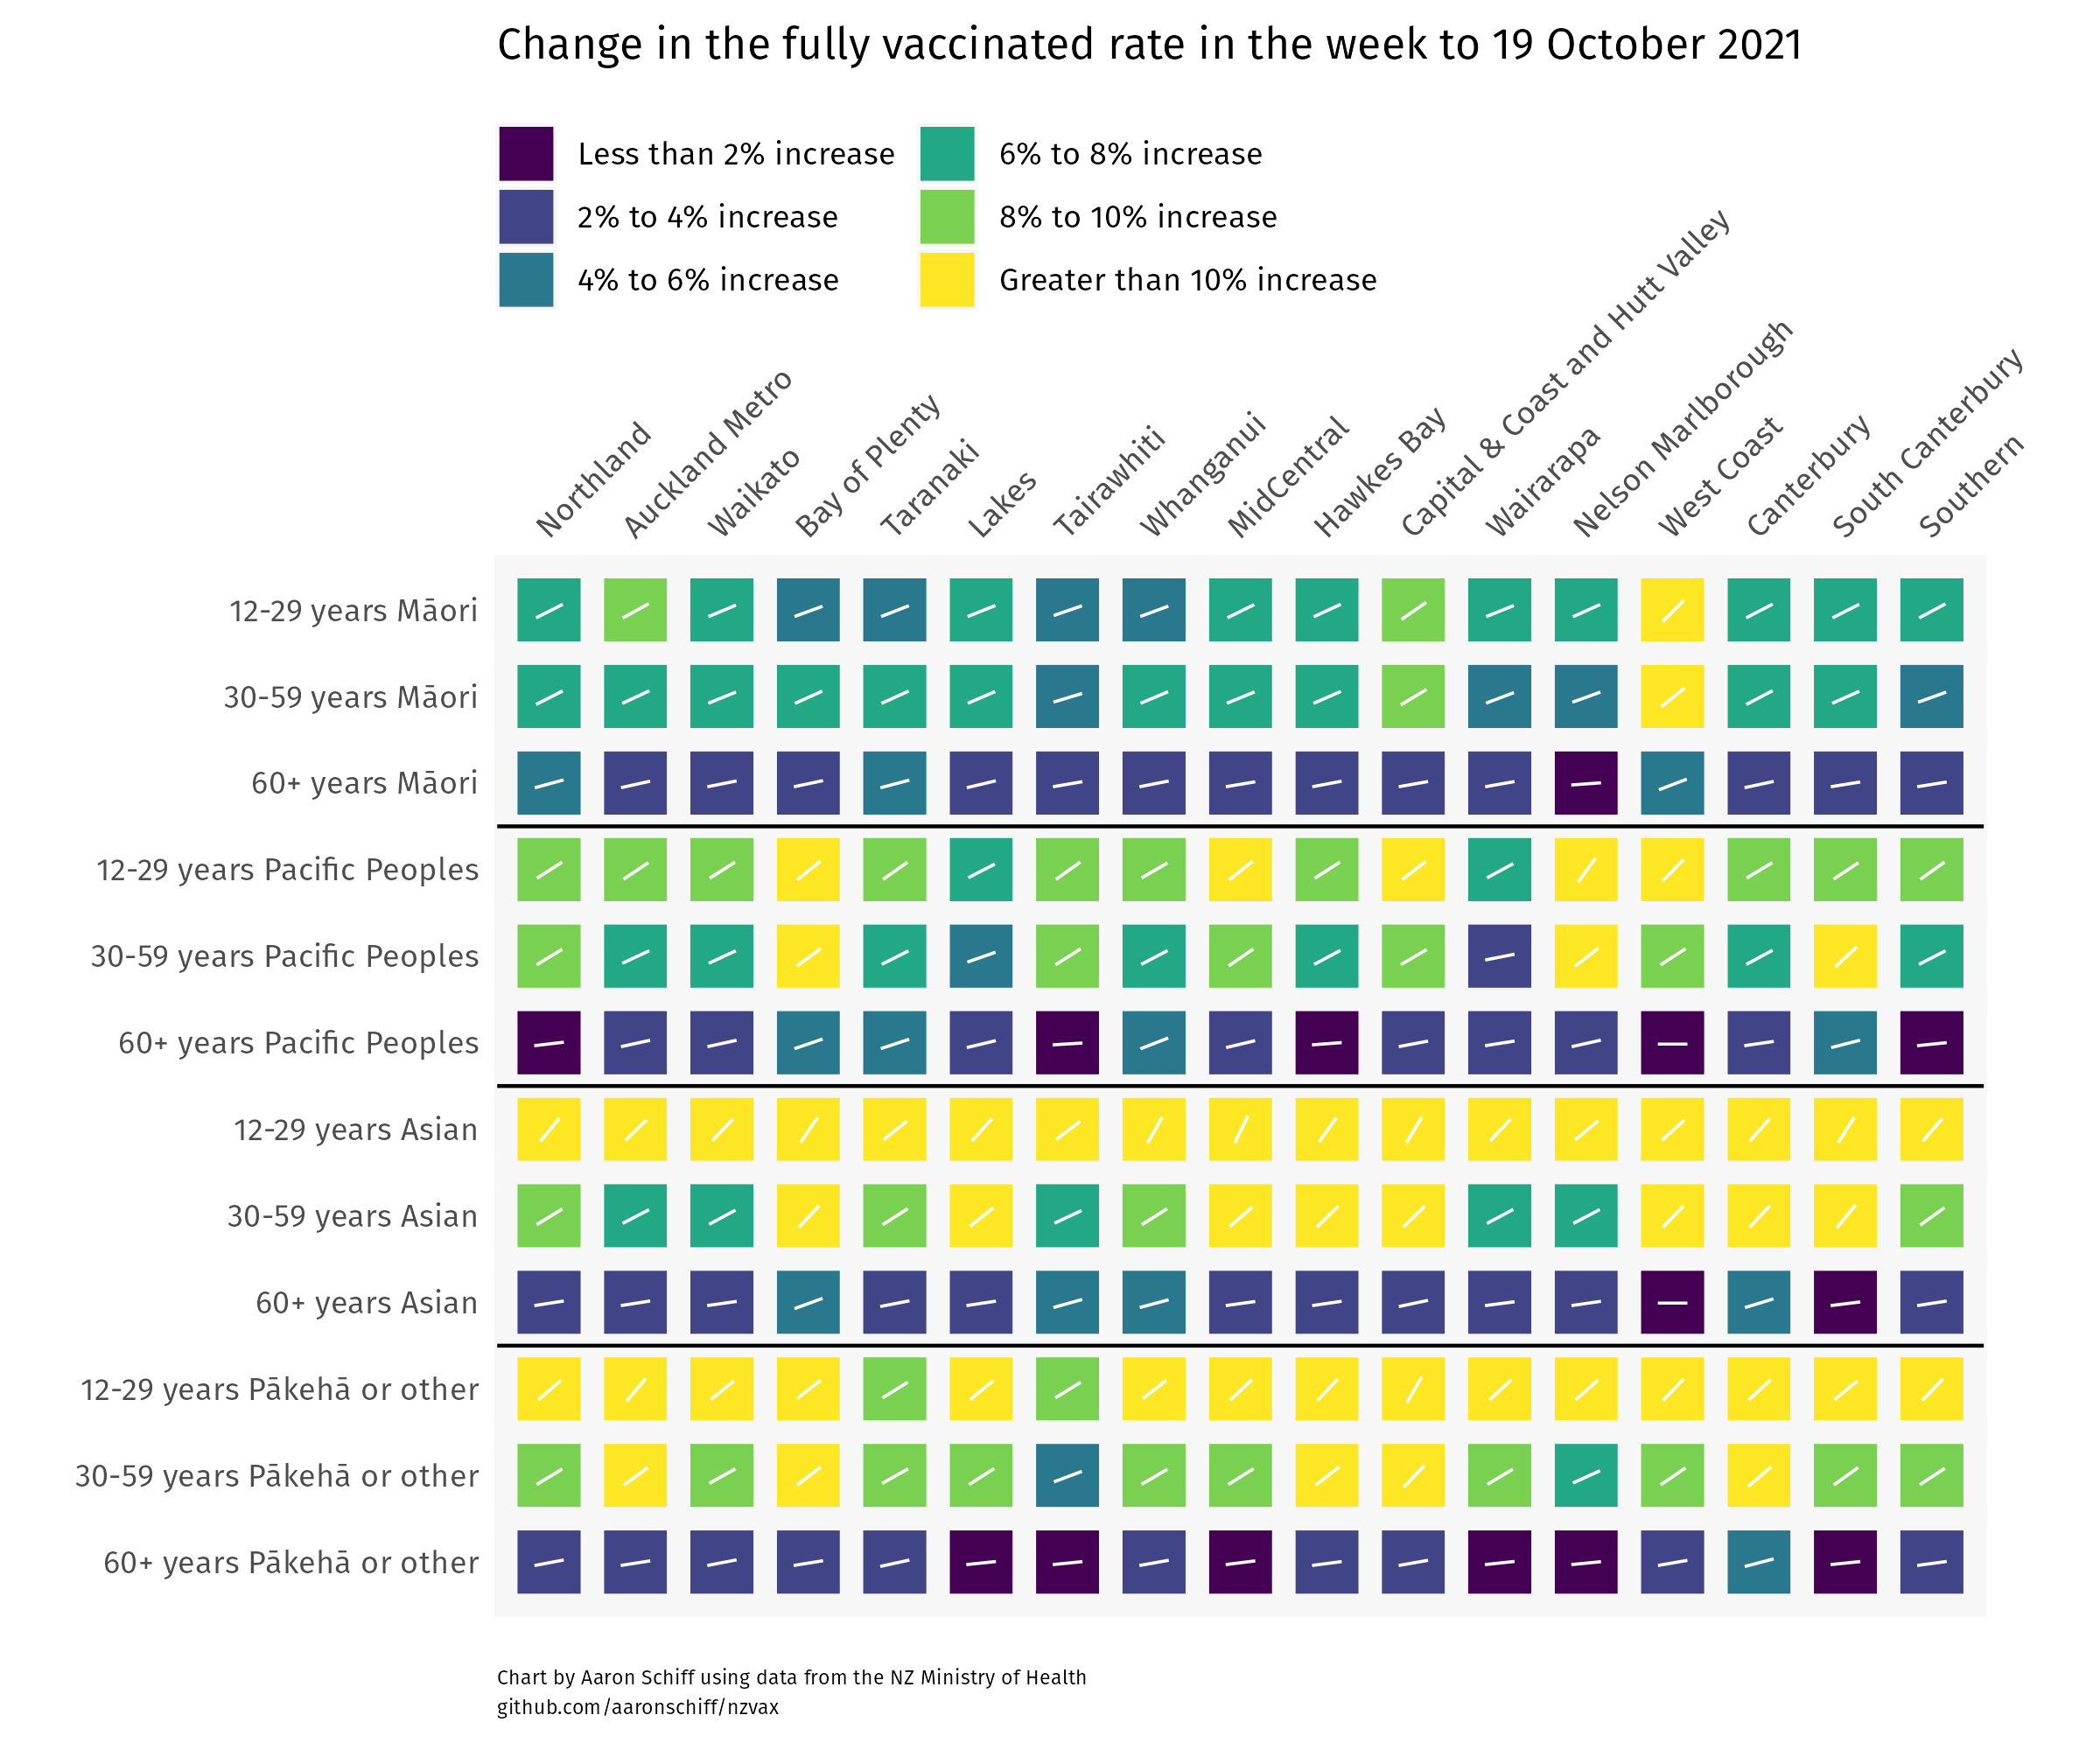 Change in the fully vaccinated rate in the week to 19 October 2021
Less than 2% increase
2% to 4% increase
4% to 6% increase
6% to 8% increase
8% to 10% increase
Greater than 10% increase
Northland
Auckland Metro
Waikato
Bay of Plenty
Taranaki
Lakes
Tairawhiti
Whanganui
MidCentral
Hawkes Bay
Capital & Coast and Hutt Valley
Wairarapa
Nelson Marlborough
West Coast
Canterbury
South Canterbury
Southern
12-29 years Māori
30-59 years Māori
60+ years Māori
12-29 years Pacific Peoples
30-59 years Pacific Peoples
60+ years Pacific Peoples
12-29 years Asian
30-59 years Asian
60+ years Asian
12-29 years Pākehā or other
30-59 years Pākehā or other
60+ years Pākehā or other
Chart by Aaron Schiff using data from the NZ Ministry of Health
github.com/aaronschiff/nzvax